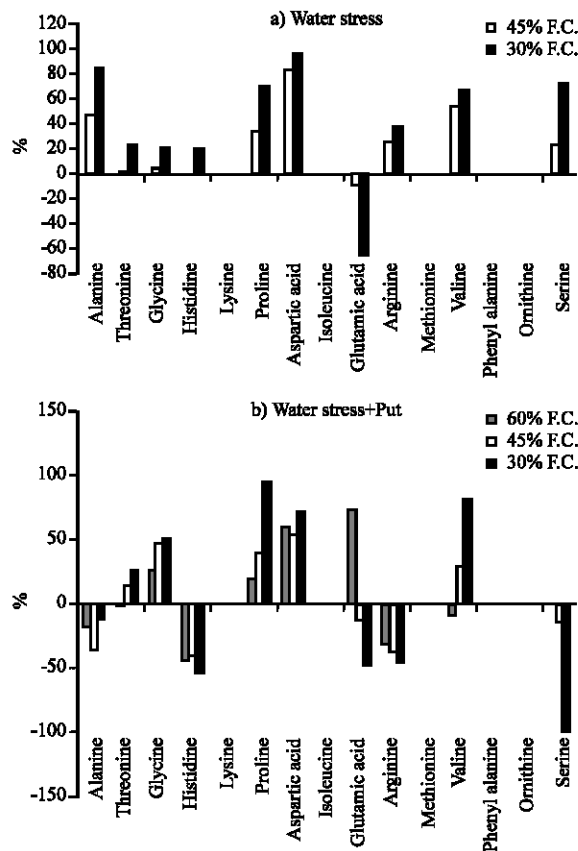 a) Water stress
45% F.C.
30% F.C.
120
100
80
60
40
20
0
-20
-40
-60
-80
%
Alanine
Threonine
Glycine
Histidine
Lysine
Proline
Aspartic acid
Isoleucine
Glutamic acid
Arginine
Methionine
Valine
Phenyl alanine
Ornithine
Serine
b) Water stress+Put
60% F.C.
45% F.C.
30% F.C.
150
100
50
0
-50
-100
-150
%
Alanine
Threonine
Glycine
Histidine
Lysine
Proline
Aspartic acid
Isoleucine
Glutamic acid
Arginine
Methionine
Valine
Phenyl alanine
Ornithine
Serine